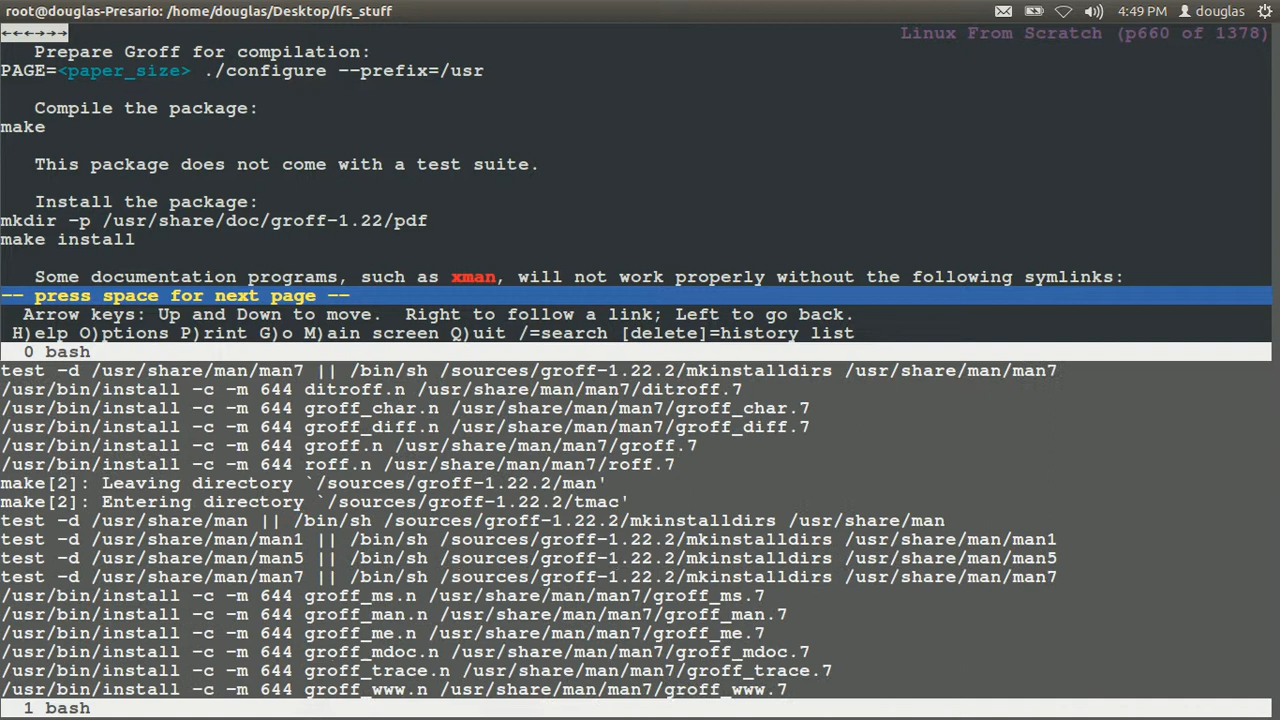 root@douglas-Presario: /home/douglas/Desktop/lfs_stuff 4:49 PM douglas
←←←→→→ Linux From Scratch (p660 of 1378)
Prepare Groff for compilation:
PAGE=<paper_size> ./configure --prefix=/usr
Compile the package:
make
This package does not come with a test suite.
Install the package:
mkdir -p /usr/share/doc/groff-1.22/pdf
make install
Some documentation programs, such as xman, will not work properly without the following symlinks:
-- press space for next page --
Arrow keys: Up and Down to move. Right to follow a link; Left to go back.
H)elp O)ptions P)rint G)o M)ain screen Q)uit /=search [delete]=history list
0 bash
test -d /usr/share/man/man7 || /bin/sh /sources/groff-1.22.2/mkinstalldirs /usr/share/man/man7
/usr/bin/install -c -m 644 ditroff.n /usr/share/man/man7/ditroff.7
/usr/bin/install -c -m 644 groff_char.n /usr/share/man/man7/groff_char.7
/usr/bin/install -c -m 644 groff_diff.n /usr/share/man/man7/groff_diff.7
/usr/bin/install -c -m 644 groff.n /usr/share/man/man7/groff.7
/usr/bin/install -c -m 644 roff.n /usr/share/man/man7/roff.7
make[2]: Leaving directory `/sources/groff-1.22.2/man'
make[2]: Entering directory `/sources/groff-1.22.2/tmac'
test -d /usr/share/man || /bin/sh /sources/groff-1.22.2/mkinstalldirs /usr/share/man
test -d /usr/share/man/man1 || /bin/sh /sources/groff-1.22.2/mkinstalldirs /usr/share/man/man1
test -d /usr/share/man/man5 || /bin/sh /sources/groff-1.22.2/mkinstalldirs /usr/share/man/man5
test -d /usr/share/man/man7 || /bin/sh /sources/groff-1.22.2/mkinstalldirs /usr/share/man/man7
/usr/bin/install -c -m 644 groff_ms.n /usr/share/man/man7/groff_ms.7
/usr/bin/install -c -m 644 groff_man.n /usr/share/man/man7/groff_man.7
/usr/bin/install -c -m 644 groff_me.n /usr/share/man/man7/groff_me.7
/usr/bin/install -c -m 644 groff_mdoc.n /usr/share/man/man7/groff_mdoc.7
/usr/bin/install -c -m 644 groff_trace.n /usr/share/man/man7/groff_trace.7
/usr/bin/install -c -m 644 groff_www.n /usr/share/man/man7/groff_www.7
1 bash